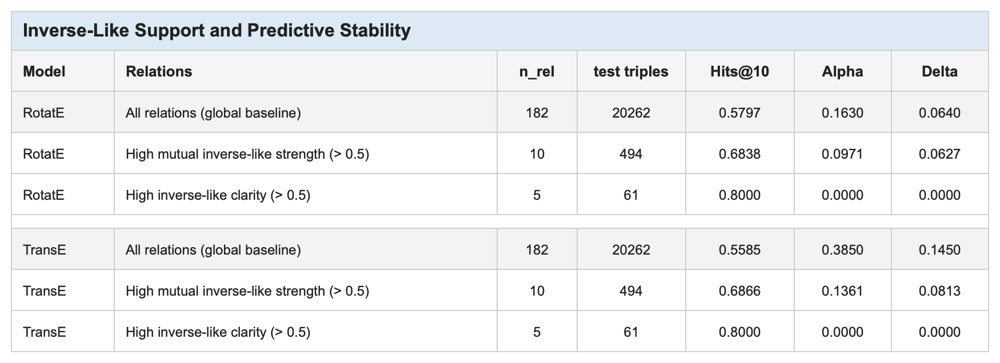 Inverse-Like Support and Predictive Stability
Model Relations n_rel test triples Hits@10 Alpha Delta
RotatE All relations (global baseline) 182 20262 0.5797 0.1630 0.0640
RotatE High mutual inverse-like strength (> 0.5) 10 494 0.6838 0.0971 0.0627
RotatE High inverse-like clarity (> 0.5) 5 61 0.8000 0.0000 0.0000
TransE All relations (global baseline) 182 20262 0.5585 0.3850 0.1450
TransE High mutual inverse-like strength (> 0.5) 10 494 0.6866 0.1361 0.0813
TransE High inverse-like clarity (> 0.5) 5 61 0.8000 0.0000 0.0000